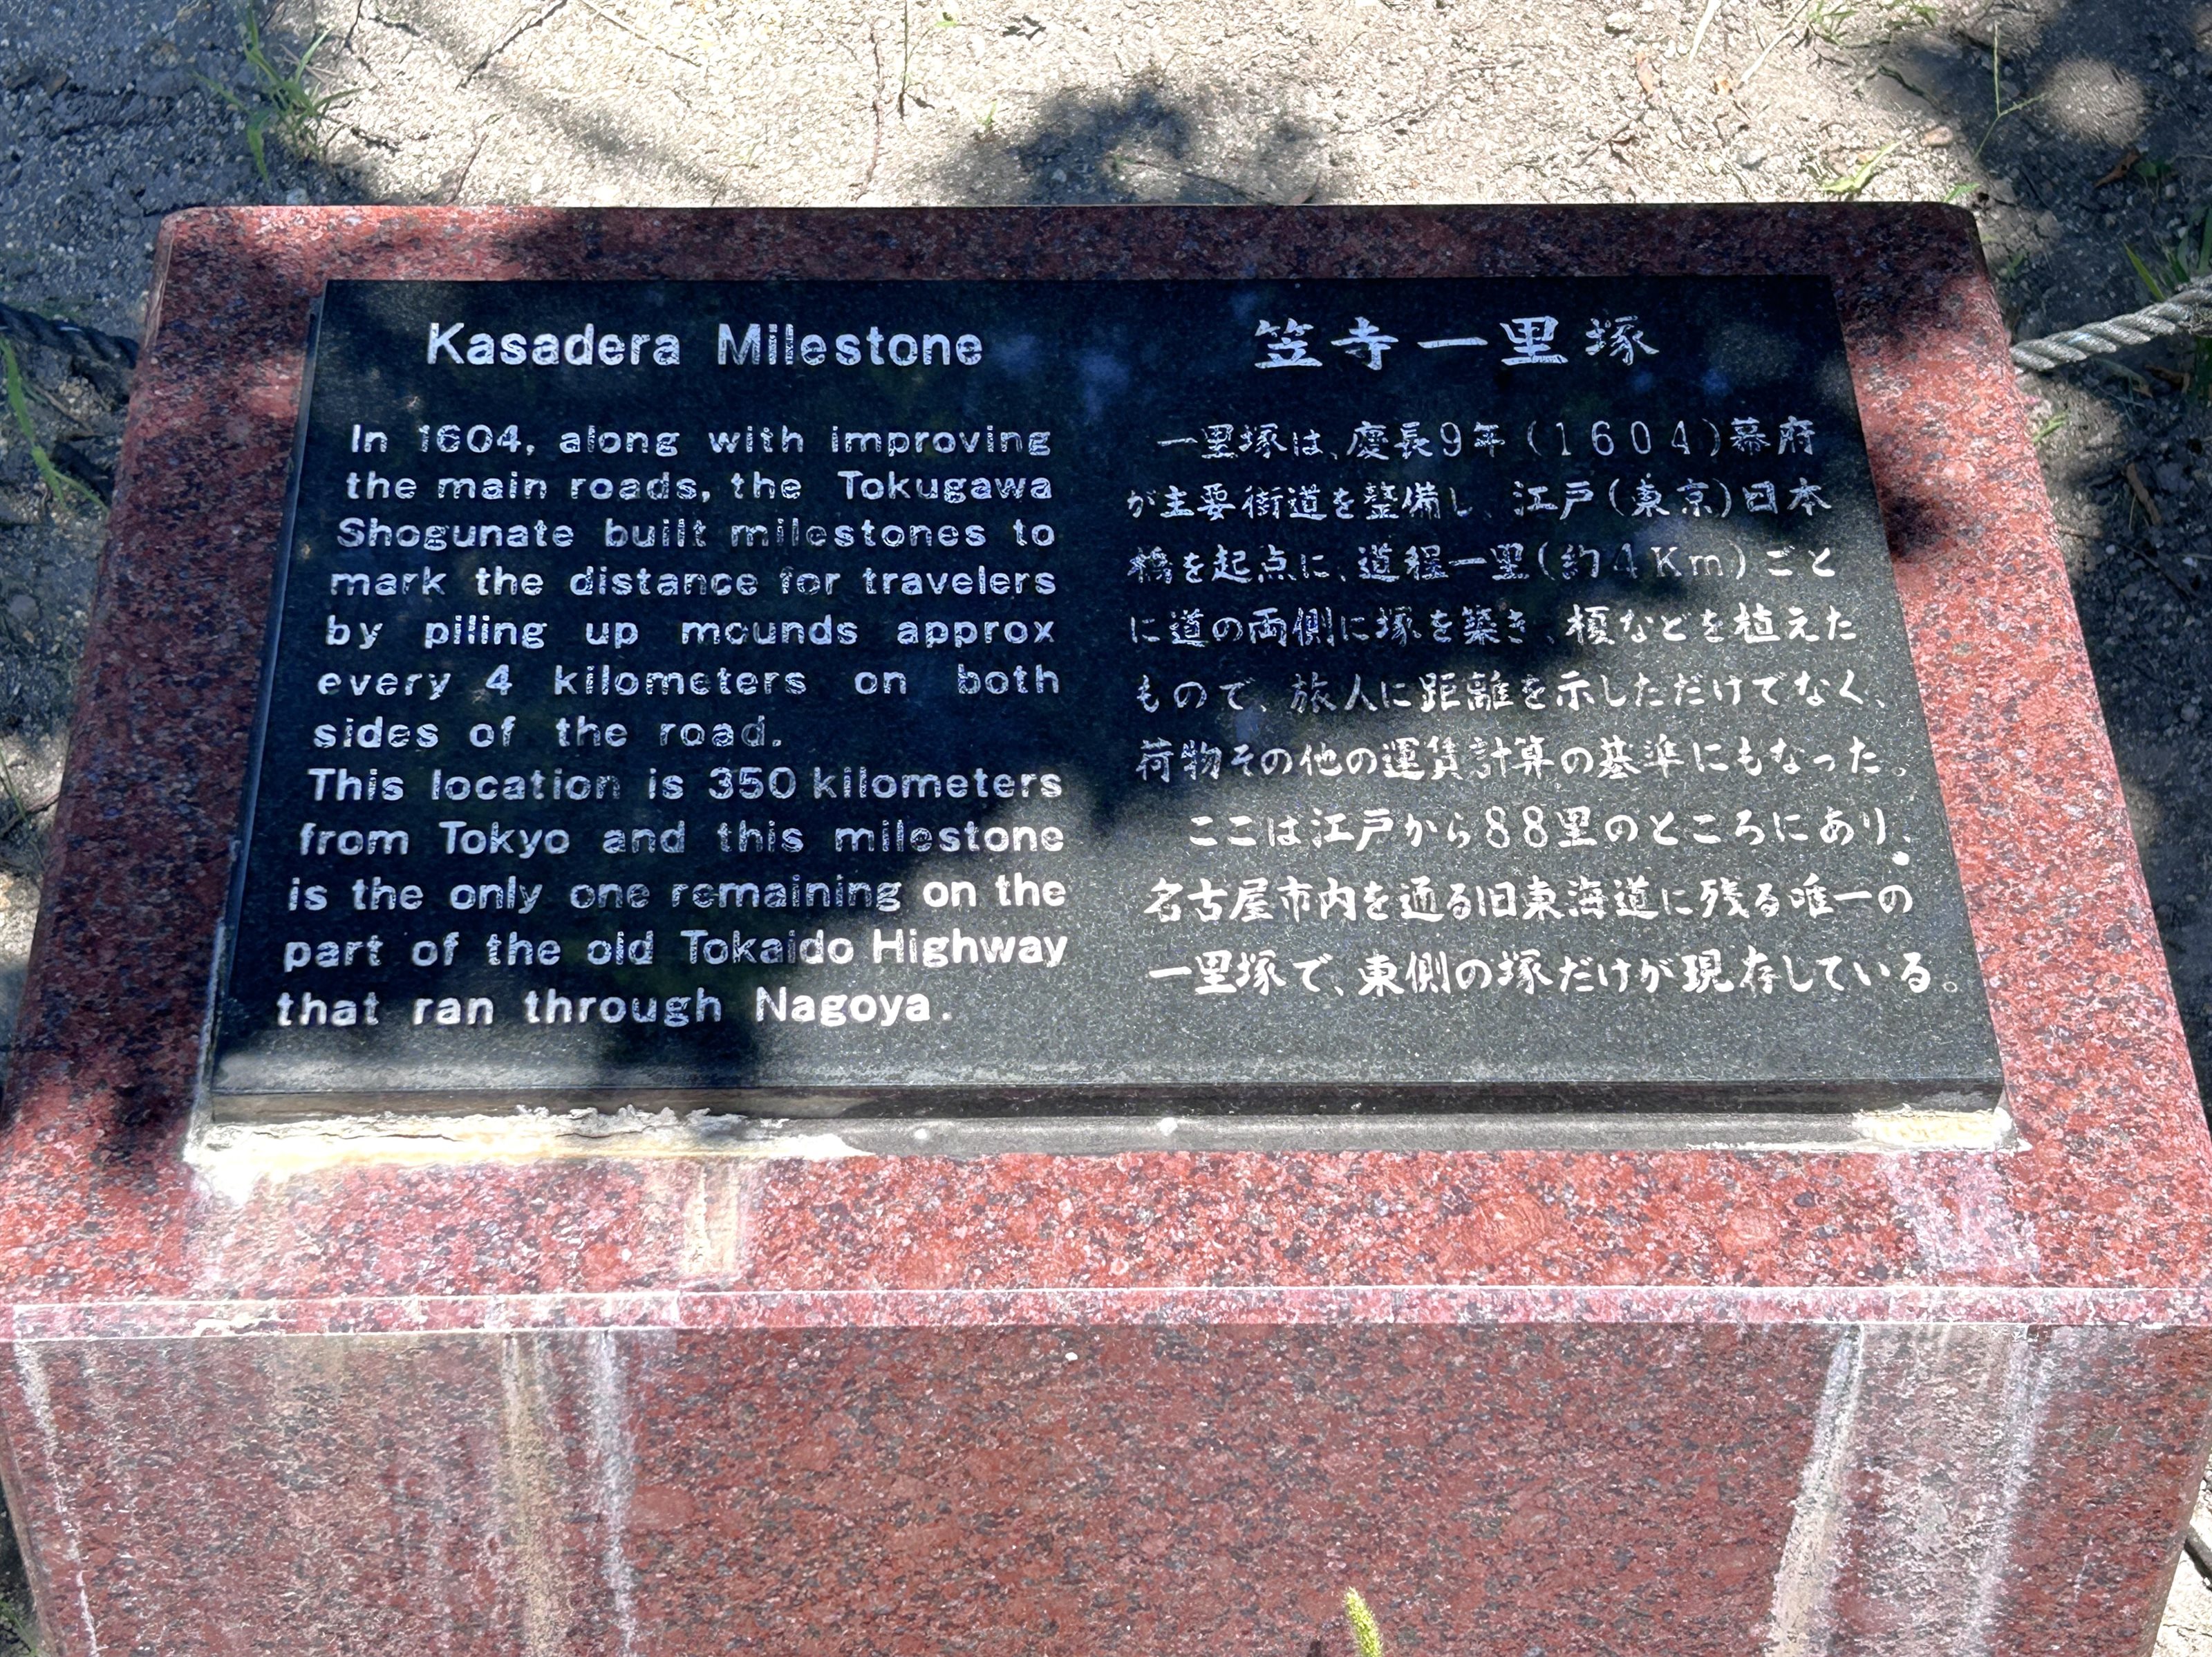 Kasadera Milestone
In 1604, along with improving
the main roads, the Tokugawa
Shogunate built milestones to
mark the distance for travelers
by piling up mounds approx
every 4 kilometers on both
sides of the road.
This location is 350 kilometers
from Tokyo and this milestone
is the only one remaining on the
part of the old Tokaido Highway
that ran through Nagoya.
笠寺一里塚
一里塚は、慶長9年(1604)幕府
が主要街道を整備し、江戸(東京)日本
橋を起点に、道程一里(約4Km)ごと
に道の両側に塚を築き、榎などを植えた
もので、旅人に距離を示しただけでなく、
荷物その他の運賃計算の基準にもなった。
ここは江戸から88里のところにあり、
名古屋市内を通る旧東海道に残る唯一の
一里塚で、東側の塚だけが現存している。